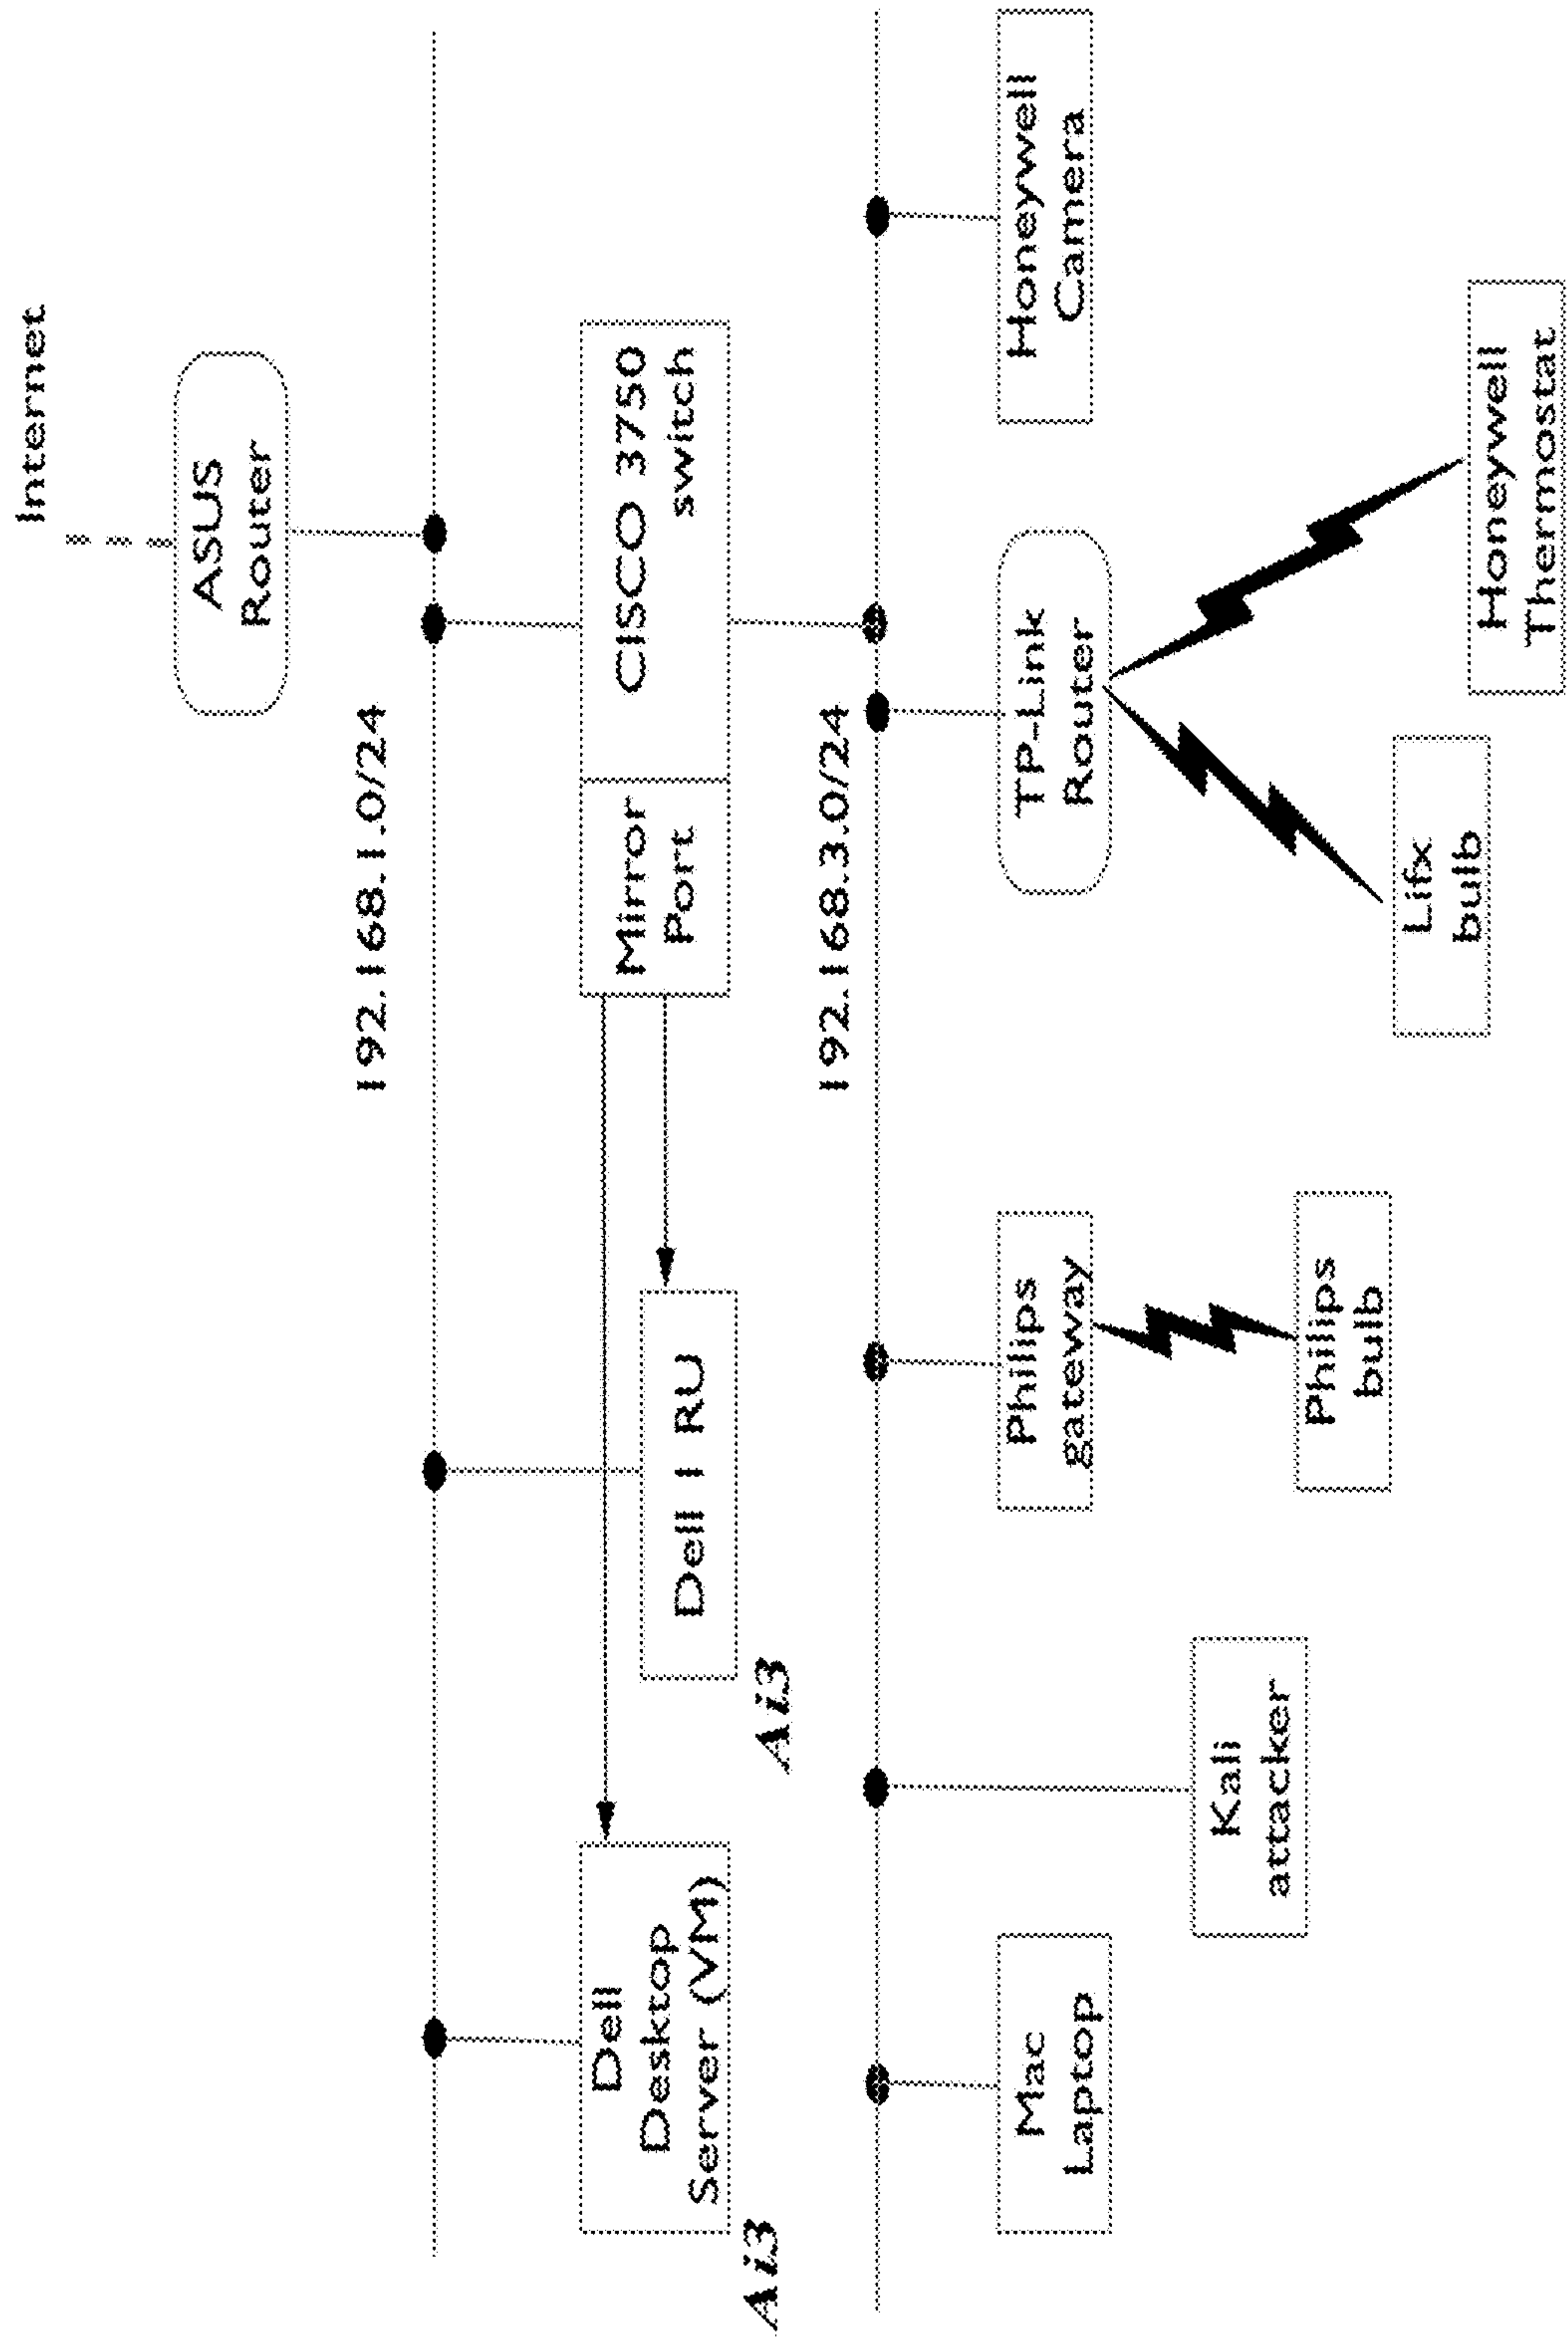 Internet
ASUS
Router
192.168.1.0/24
Dell
Desktop
Server (VM)
Ai3
Dell 1 RU
Ai3
Mirror
Port
CISCO 3750
switch
192.168.3.0/24
Mac
Laptop
Kali
attacker
Phillips
gateway
Phillips
bulb
TP-Link
Router
Lifx
bulb
Honeywell
Thermostat
Honeywell
Camera